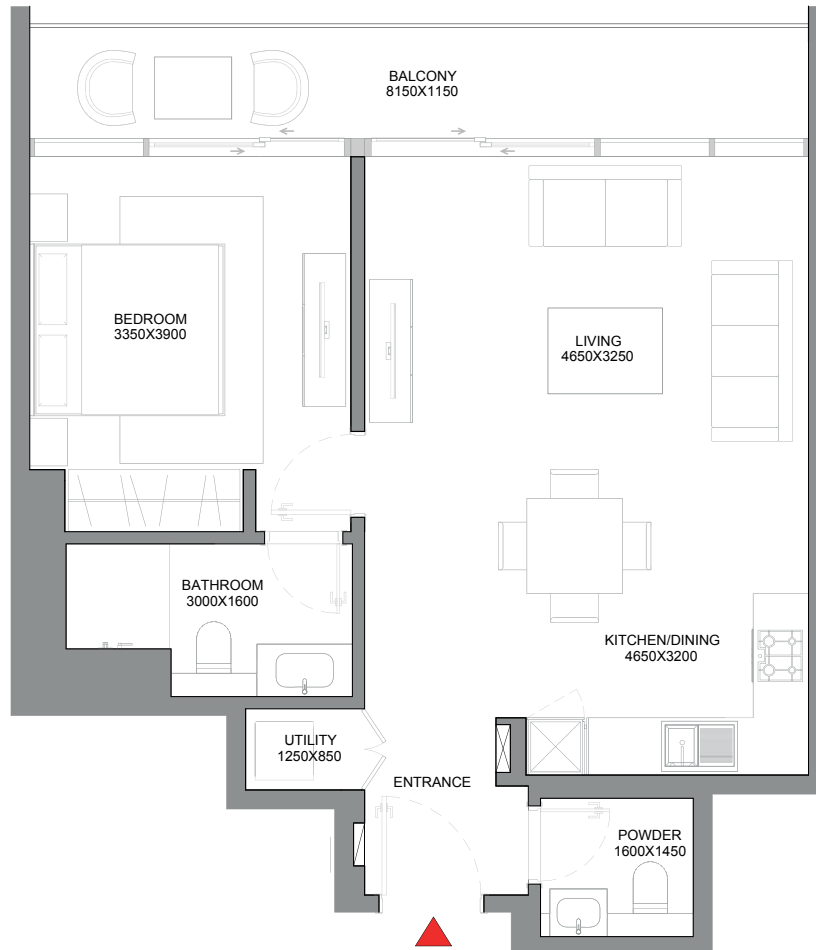 BALCONY
8150X1150
BEDROOM
3350X3900
LIVING
4650X3250
BATHROOM
3000X1600
KITCHEN/DINING
4650X3200
UTILITY
1250X850
ENTRANCE
POWDER
1600X1450